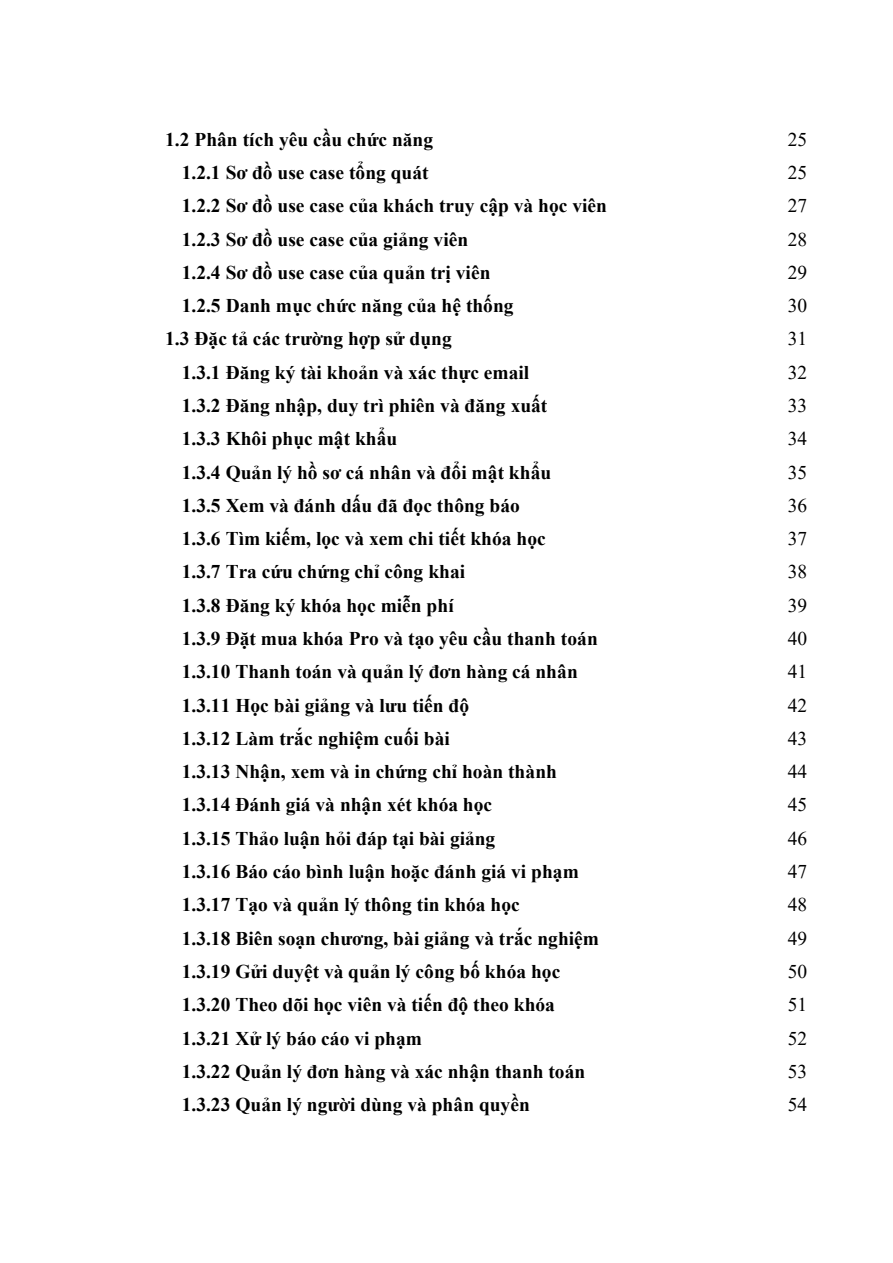 1.2 Phân tích yêu cầu chức năng 25
1.2.1 Sơ đồ use case tổng quát 25
1.2.2 Sơ đồ use case của khách truy cập và học viên 27
1.2.3 Sơ đồ use case của giảng viên 28
1.2.4 Sơ đồ use case của quản trị viên 29
1.2.5 Danh mục chức năng của hệ thống 30
1.3 Đặc tả các trường hợp sử dụng 31
1.3.1 Đăng ký tài khoản và xác thực email 32
1.3.2 Đăng nhập, duy trì phiên và đăng xuất 33
1.3.3 Khôi phục mật khẩu 34
1.3.4 Quản lý hồ sơ cá nhân và đổi mật khẩu 35
1.3.5 Xem và đánh dấu đã đọc thông báo 36
1.3.6 Tìm kiếm, lọc và xem chi tiết khóa học 37
1.3.7 Tra cứu chứng chỉ công khai 38
1.3.8 Đăng ký khóa học miễn phí 39
1.3.9 Đặt mua khóa Pro và tạo yêu cầu thanh toán 40
1.3.10 Thanh toán và quản lý đơn hàng cá nhân 41
1.3.11 Học bài giảng và lưu tiến độ 42
1.3.12 Làm trắc nghiệm cuối bài 43
1.3.13 Nhận, xem và in chứng chỉ hoàn thành 44
1.3.14 Đánh giá và nhận xét khóa học 45
1.3.15 Thảo luận hỏi đáp tại bài giảng 46
1.3.16 Báo cáo bình luận hoặc đánh giá vi phạm 47
1.3.17 Tạo và quản lý thông tin khóa học 48
1.3.18 Biên soạn chương, bài giảng và trắc nghiệm 49
1.3.19 Gửi duyệt và quản lý công bố khóa học 50
1.3.20 Theo dõi học viên và tiến độ theo khóa 51
1.3.21 Xử lý báo cáo vi phạm 52
1.3.22 Quản lý đơn hàng và xác nhận thanh toán 53
1.3.23 Quản lý người dùng và phân quyền 54